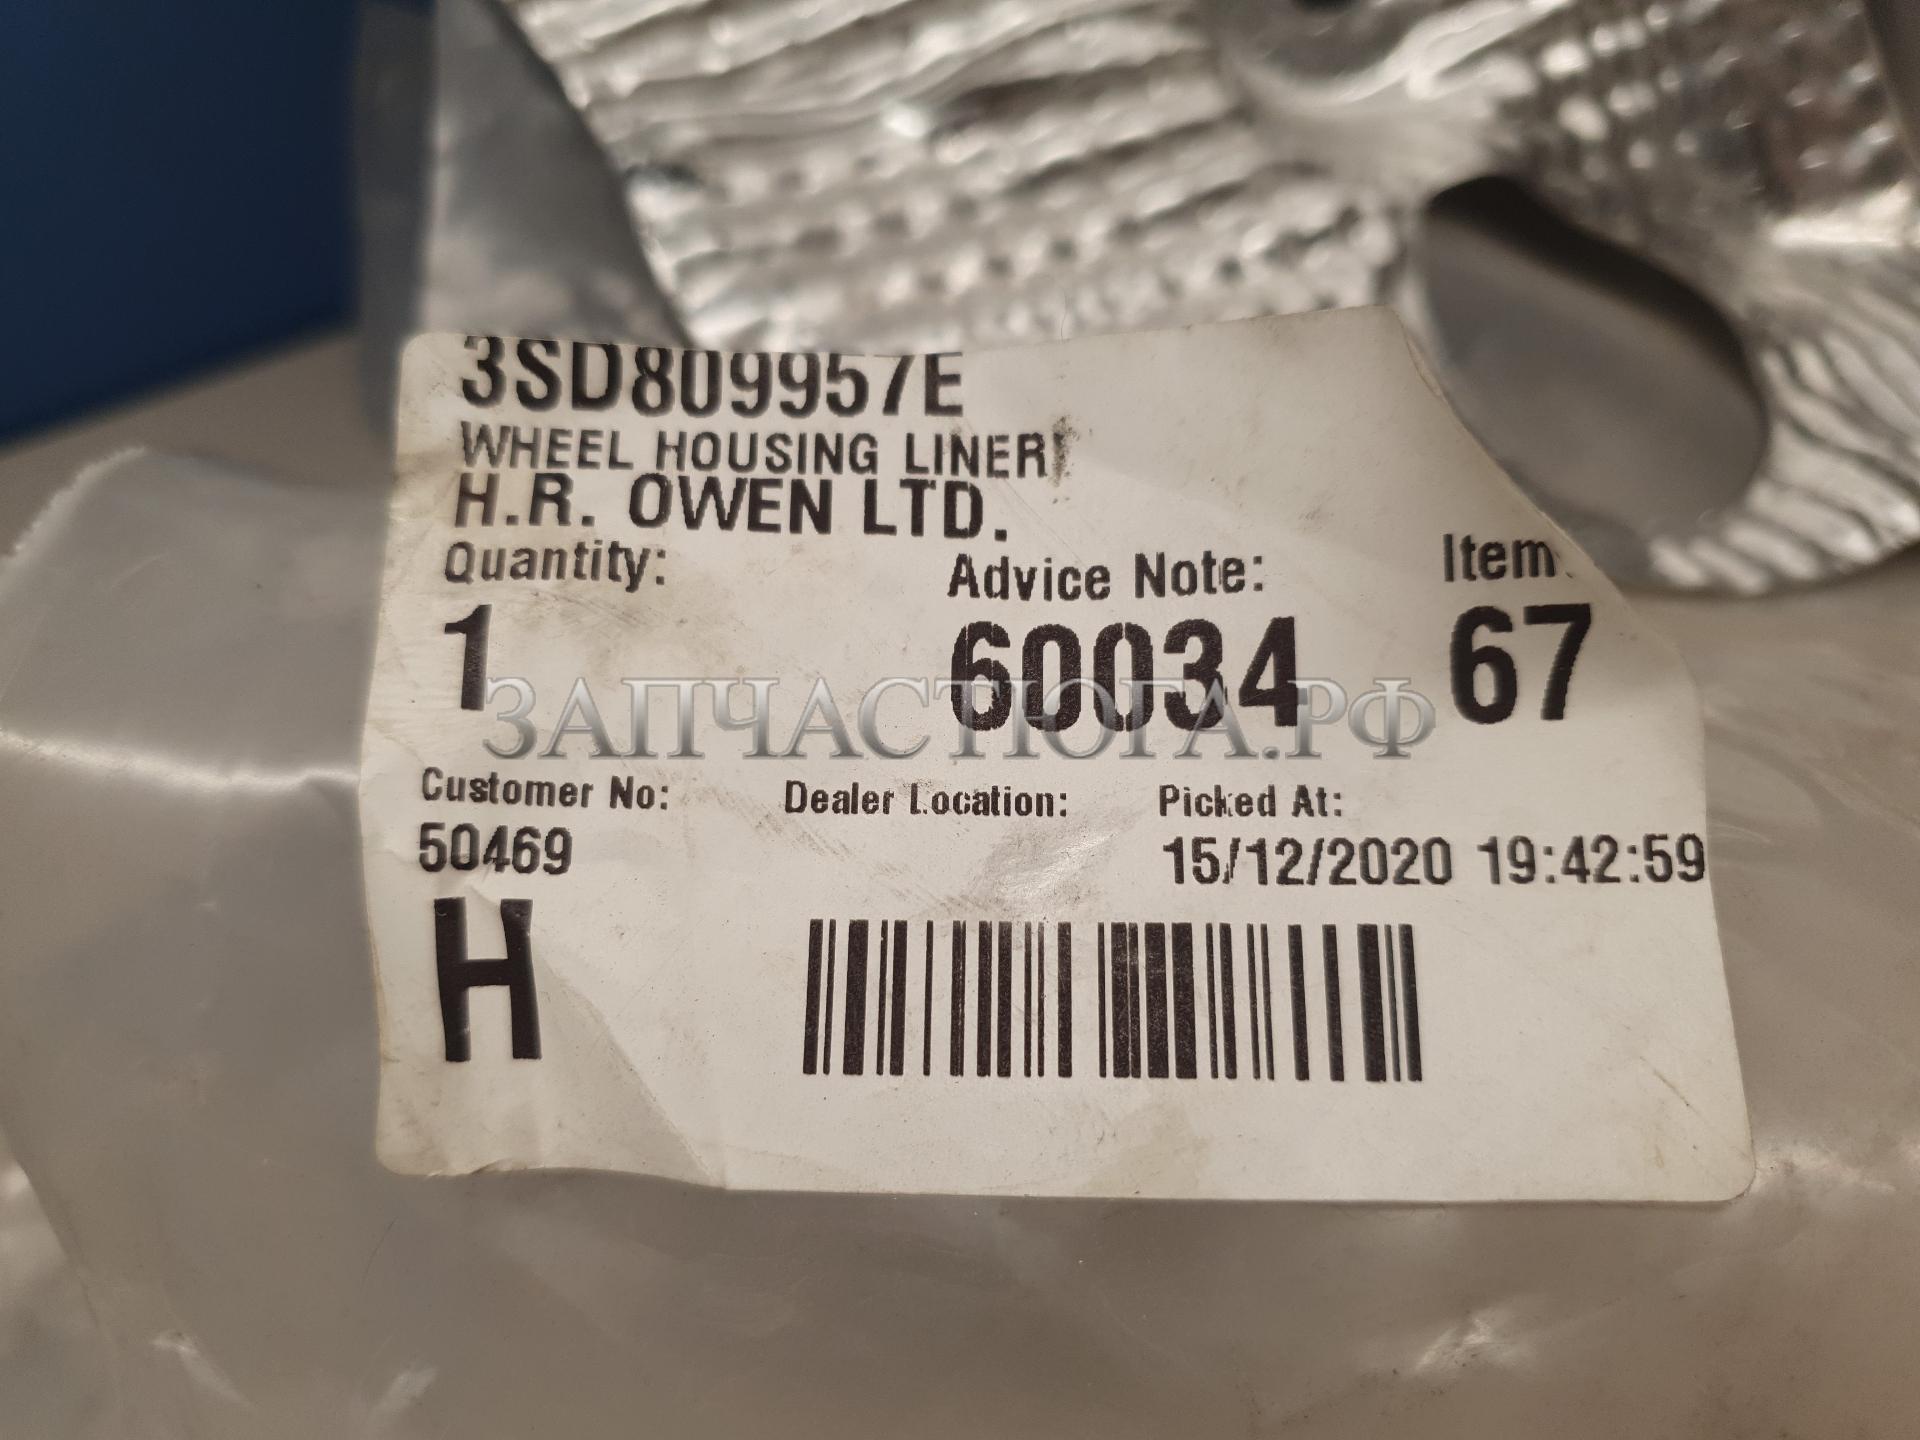 3SD809957E
WHEEL HOUSING LINER
H.R. OWEN LTD.
Quantity: Advice Note: Item
1 60034 67
ЗАПЧАСТЮГА.РФ
Customer No: Dealer Location: Picked At:
50469 15/12/2020 19:42:59
H